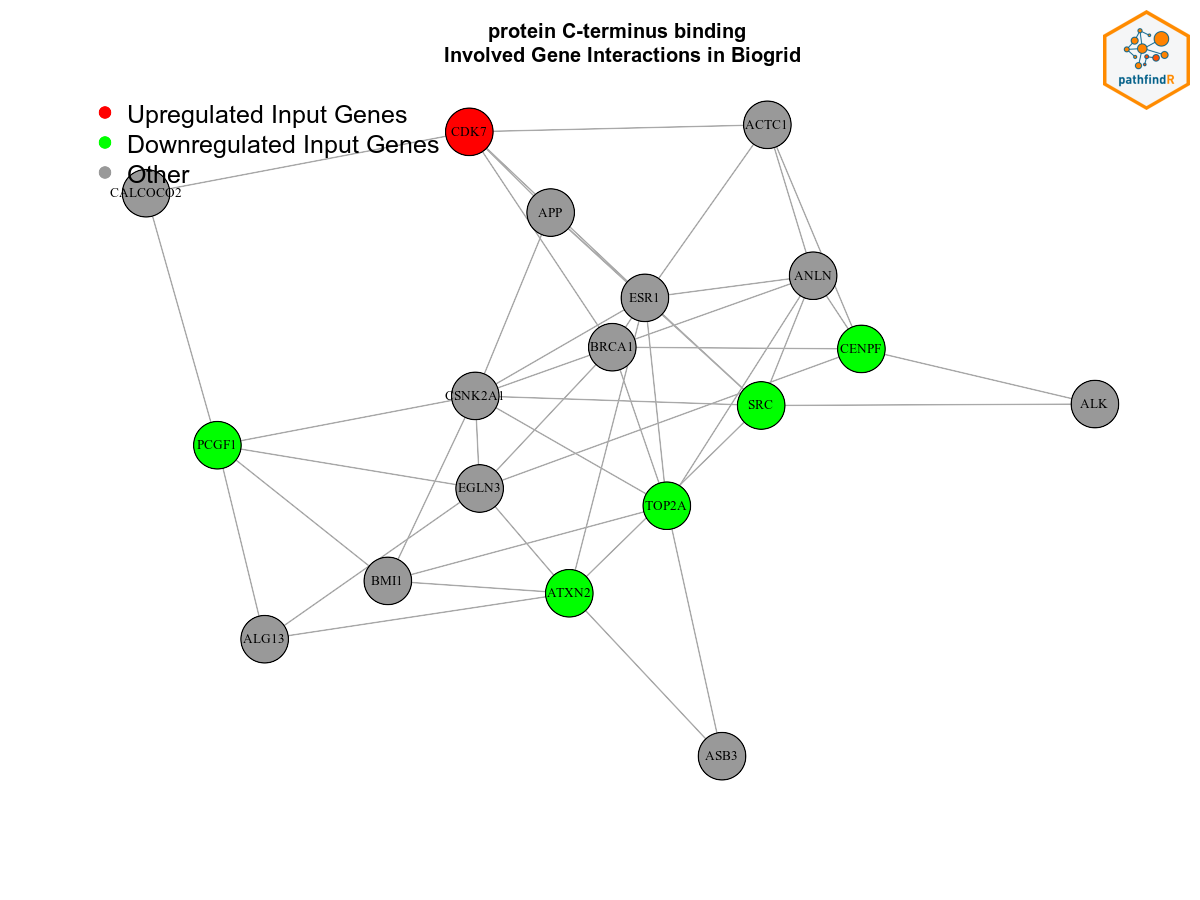 protein C-terminus binding
Involved Gene Interactions in Biogrid
pathfindR
Upregulated Input Genes
Downregulated Input Genes
Other
CDK7
ACTC1
CALCOCO2
APP
ANLN
ESR1
BRCA1
CENPF
CSNK2A1
SRC
ALK
PCGF1
EGLN3
TOP2A
BMI1
ATXN2
ALG13
ASB3